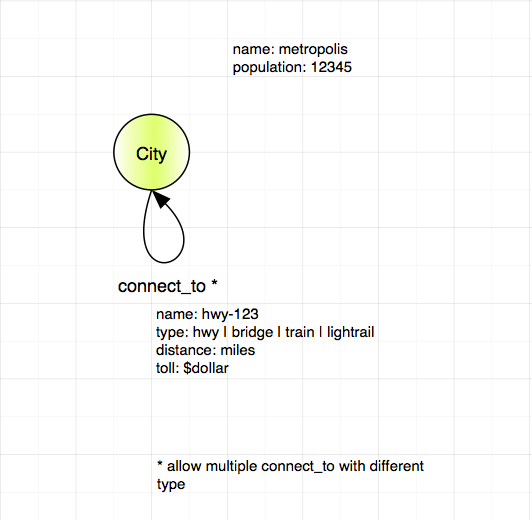 name: metropolis
population: 12345
City
connect_to *
name: hwy-123
type: hwy | bridge | train | lightrail
distance: miles
toll: $dollar
* allow multiple connect_to with different
type